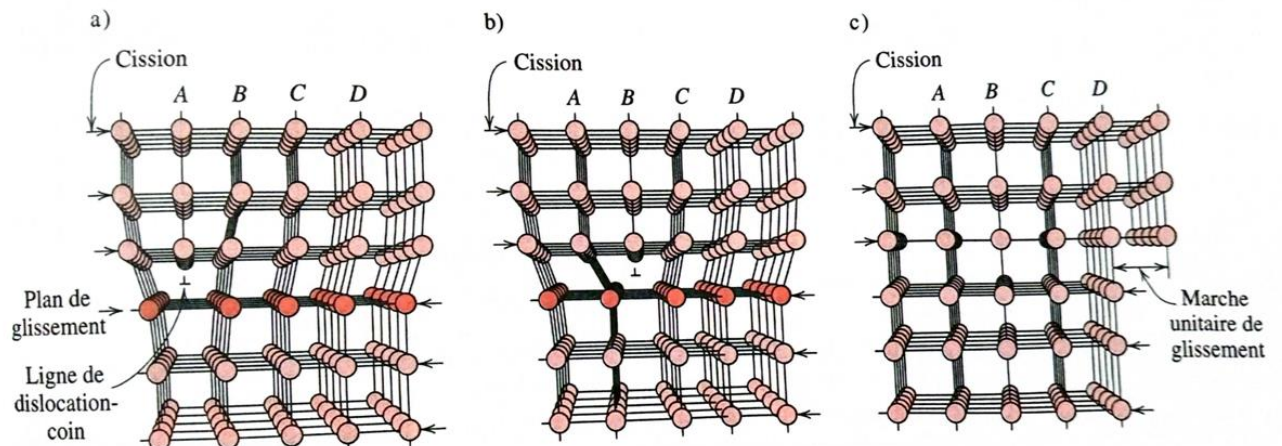 a)
Cission
A B C D
Plan de
glissement
Ligne de
dislocation-
coin
b)
Cission
A B C D
c)
Cission
A B C D
Marche
unitaire de
glissement